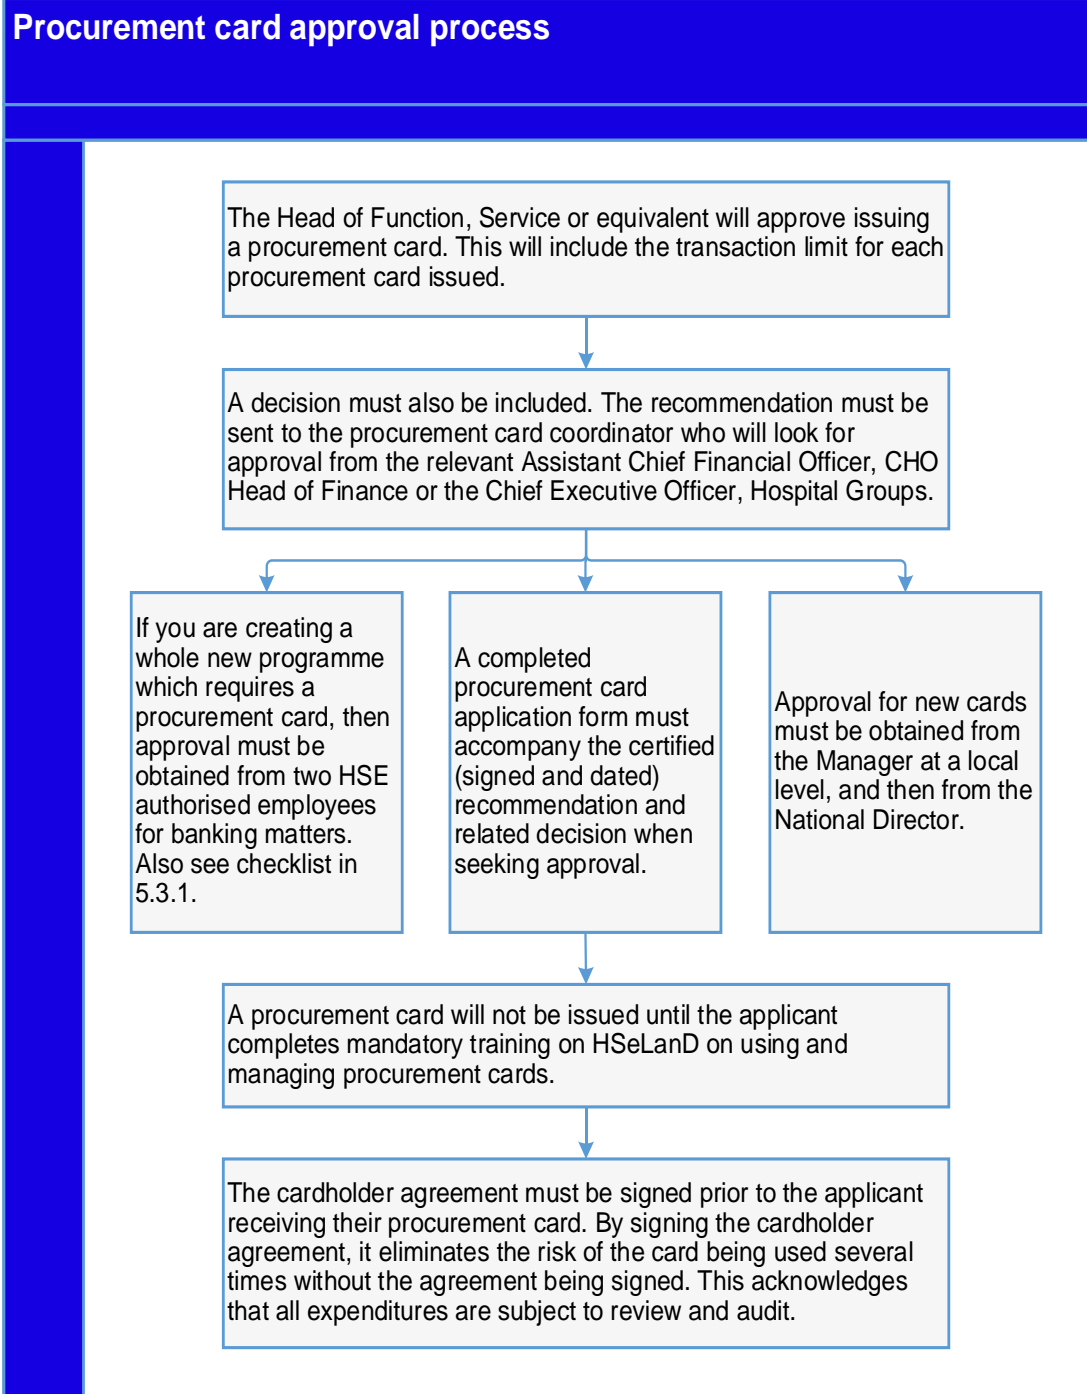 Procurement card approval process
The Head of Function, Service or equivalent will approve issuing
a procurement card. This will include the transaction limit for each
procurement card issued.
A decision must also be included. The recommendation must be
sent to the procurement card coordinator who will look for
approval from the relevant Assistant Chief Financial Officer, CHO
Head of Finance or the Chief Executive Officer, Hospital Groups.
If you are creating a
whole new programme
which requires a
procurement card, then
approval must be
obtained from two HSE
authorised employees
for banking matters.
Also see checklist in
5.3.1.
A completed
procurement card
application form must
accompany the certified
(signed and dated)
recommendation and
related decision when
seeking approval.
Approval for new cards
must be obtained from
the Manager at a local
level, and then from the
National Director.
A procurement card will not be issued until the applicant
completes mandatory training on HSeLanD on using and
managing procurement cards.
The cardholder agreement must be signed prior to the applicant
receiving their procurement card. By signing the cardholder
agreement, it eliminates the risk of the card being used several
times without the agreement being signed. This acknowledges
that all expenditures are subject to review and audit.